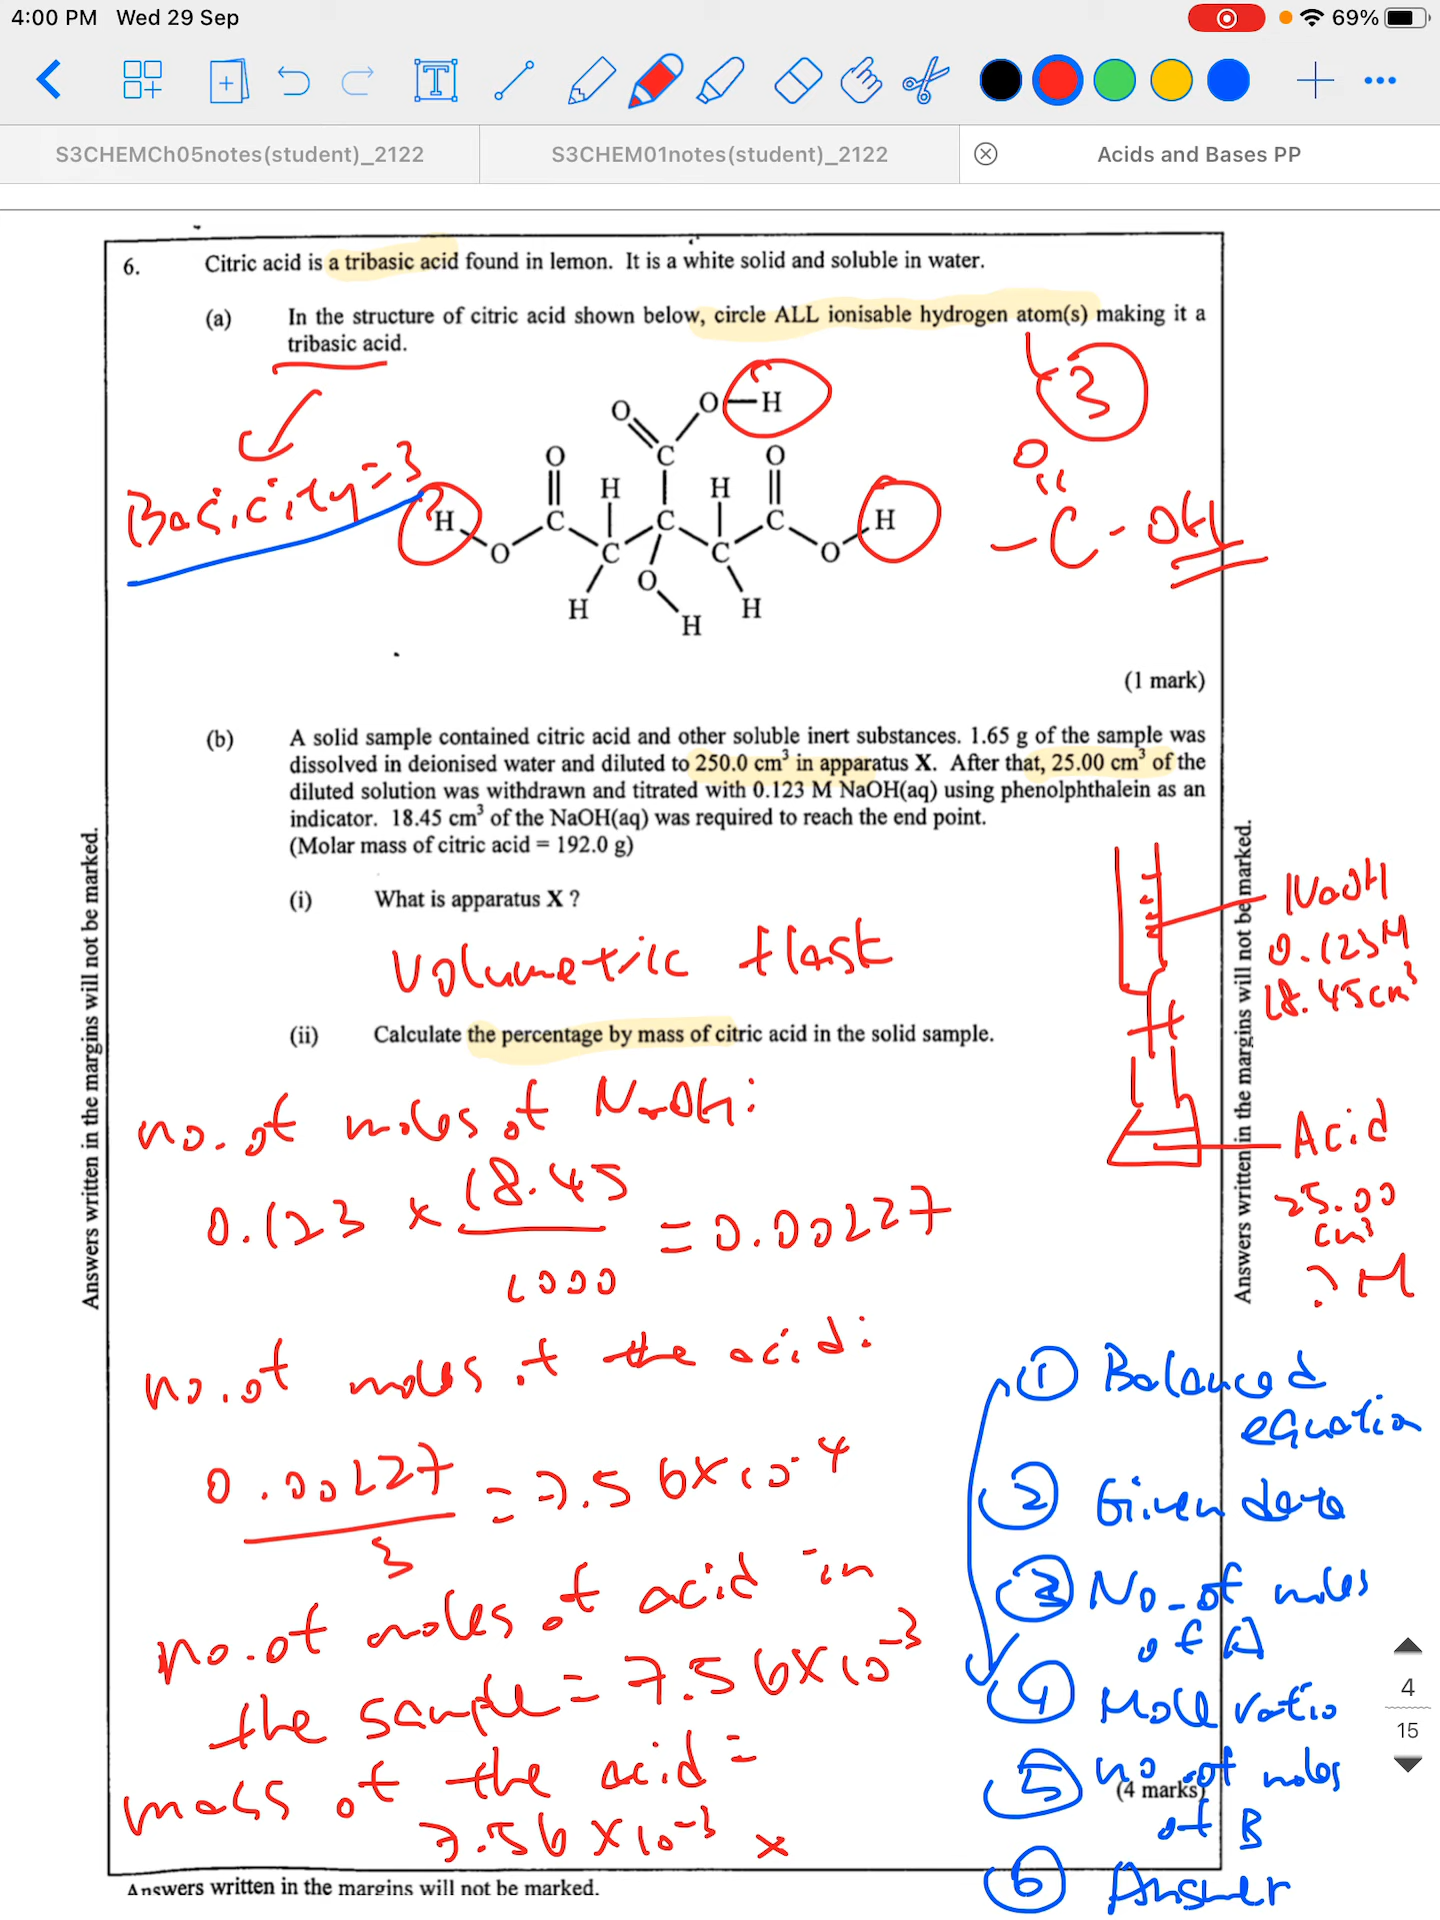 4:00 PM Wed 29 Sep
69%
S3CHEMCh05notes(student)_2122
S3CHEM01notes(student)_2122
Acids and Bases PP
6. Citric acid is a tribasic acid found in lemon. It is a white solid and soluble in water.
(a) In the structure of citric acid shown below, circle ALL ionisable hydrogen atom(s) making it a
tribasic acid.
3
Basicity=3
O
-C-OH
O O-H
O C O
H H
H C C C H
O C C O
H O H
H
(1 mark)
(b) A solid sample contained citric acid and other soluble inert substances. 1.65 g of the sample was
dissolved in deionised water and diluted to 250.0 cm³ in apparatus X. After that, 25.00 cm³ of the
diluted solution was withdrawn and titrated with 0.123 M NaOH(aq) using phenolphthalein as an
indicator. 18.45 cm³ of the NaOH(aq) was required to reach the end point.
(Molar mass of citric acid = 192.0 g)
(i) What is apparatus X ?
Volumetric flask
NaOH
0.123M
18.45cm³
(ii) Calculate the percentage by mass of citric acid in the solid sample.
no. of moles of NaOH:
0.123 × 18.45
1000
=0.00227
Acid
25.00
cm³
? M
no. of moles of the acid:
0.00227
3
= 7.56×10-4
no. of moles of acid in
the sample = 7.56×10-3
mass of the acid =
7.56×10-3 ×
1 Balanced
equation
2 Given data
3 No. of moles
of A
4 Mole ratio
5 no. of moles
of B
6 Answer
(4 marks)
4
15
Answers written in the margins will not be marked.
Answers written in the margins will not be marked.
Answers written in the margins will not be marked.